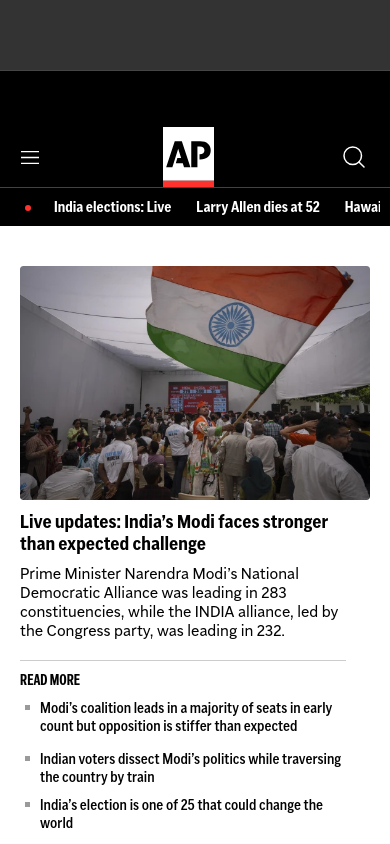 AP
India elections: Live
Larry Allen dies at 52
Hawai
Live updates: India's Modi faces stronger
than expected challenge
Prime Minister Narendra Modi's National
Democratic Alliance was leading in 283
constituencies, while the INDIA alliance, led by
the Congress party, was leading in 232.
READ MORE
Modi's coalition leads in a majority of seats in early
count but opposition is stiffer than expected
Indian voters dissect Modi's politics while traversing
the country by train
India's election is one of 25 that could change the
world